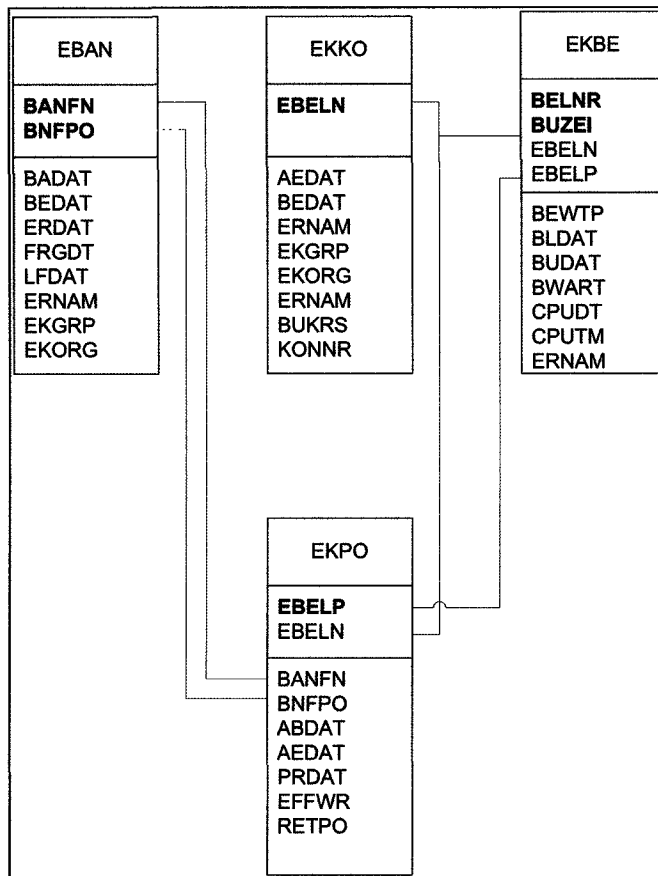 EBAN
BANFN
BNFPO
BADAT
BEDAT
ERDAT
FRGDT
LFDAT
ERNAM
EKGRP
EKORG
EKKO
EBELN
AEDAT
BEDAT
ERNAM
EKGRP
EKORG
ERNAM
BUKRS
KONNR
EKBE
BELNR
BUZEI
EBELN
EBELP
BEWTP
BLDAT
BUDAT
BWART
CPUDT
CPUTM
ERNAM
EKPO
EBELP
EBELN
BANFN
BNFPO
ABDAT
AEDAT
PRDAT
EFFWR
RETPO